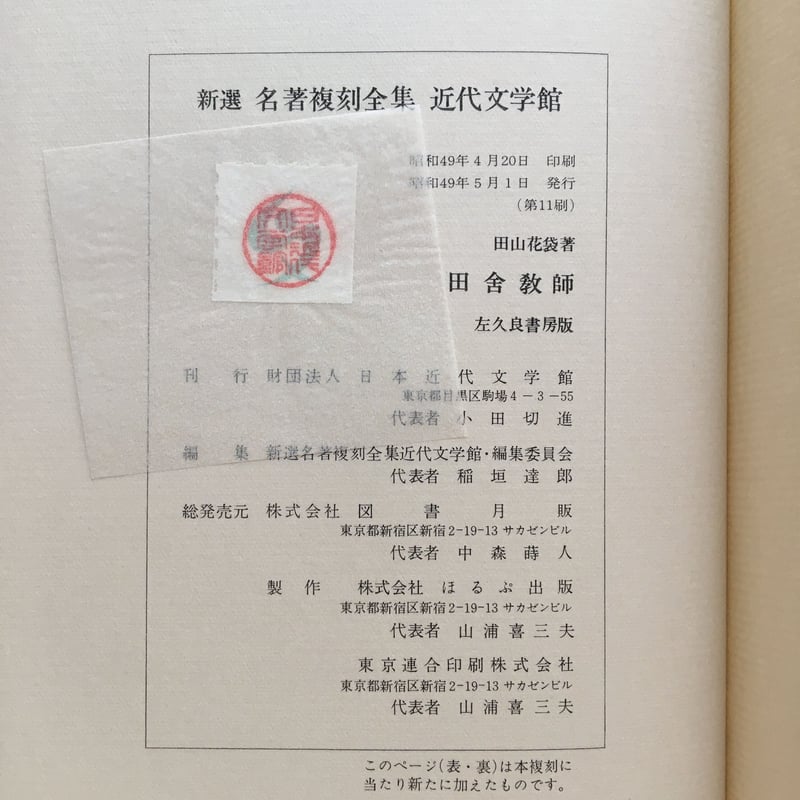 新選 名著複刻全集 近代文学館
昭和49年4月20日 印刷
昭和49年5月1日 発行
(第11刷)
田山花袋著
田舎教師
左久良書房版
刊行 財団法人 日本近代文学館
東京都目黒区駒場4-3-55
代表者 小田切進
編集 新選名著複刻全集近代文学館・編集委員会
代表者 稲垣達郎
総発売元 株式会社 図書月販
東京都新宿区新宿2-19-13 サカゼンビル
代表者 中森蒔人
製作 株式会社 ほるぷ出版
東京都新宿区新宿2-19-13 サカゼンビル
代表者 山浦喜三夫
東京連合印刷株式会社
東京都新宿区新宿2-19-13 サカゼンビル
代表者 山浦喜三夫
このページ(表・裏)は本複刻に
当たり新たに加えたものです。